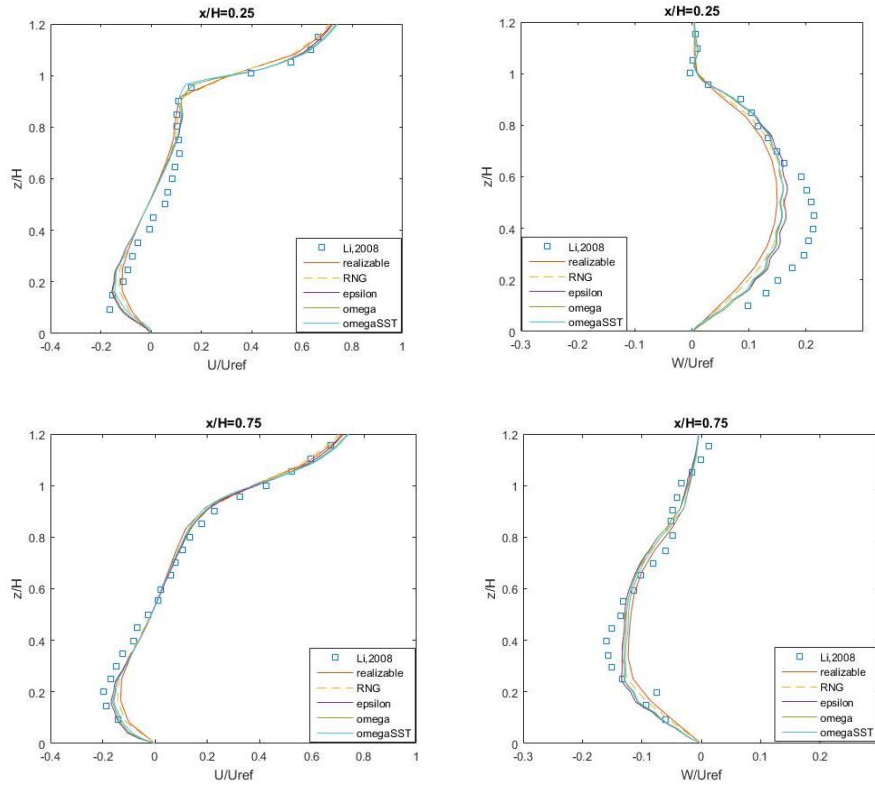 x/H=0.25
1.2
1
0.8
0.6
0.4
0.2
0
z/H
-0.4 -0.2 0 0.2 0.4 0.6 0.8 1
U/Uref
Li,2008
realizable
RNG
epsilon
omega
omegaSST
x/H=0.25
1.2
1
0.8
0.6
0.4
0.2
0
z/H
-0.3 -0.2 -0.1 0 0.1 0.2
W/Uref
Li,2008
realizable
RNG
epsilon
omega
omegaSST
x/H=0.75
1.2
1
0.8
0.6
0.4
0.2
0
z/H
-0.4 -0.2 0 0.2 0.4 0.6 0.8 1
U/Uref
Li,2008
realizable
RNG
epsilon
omega
omegaSST
x/H=0.75
1.2
1
0.8
0.6
0.4
0.2
0
z/H
-0.3 -0.2 -0.1 0 0.1 0.2
W/Uref
Li,2008
realizable
RNG
epsilon
omega
omegaSST